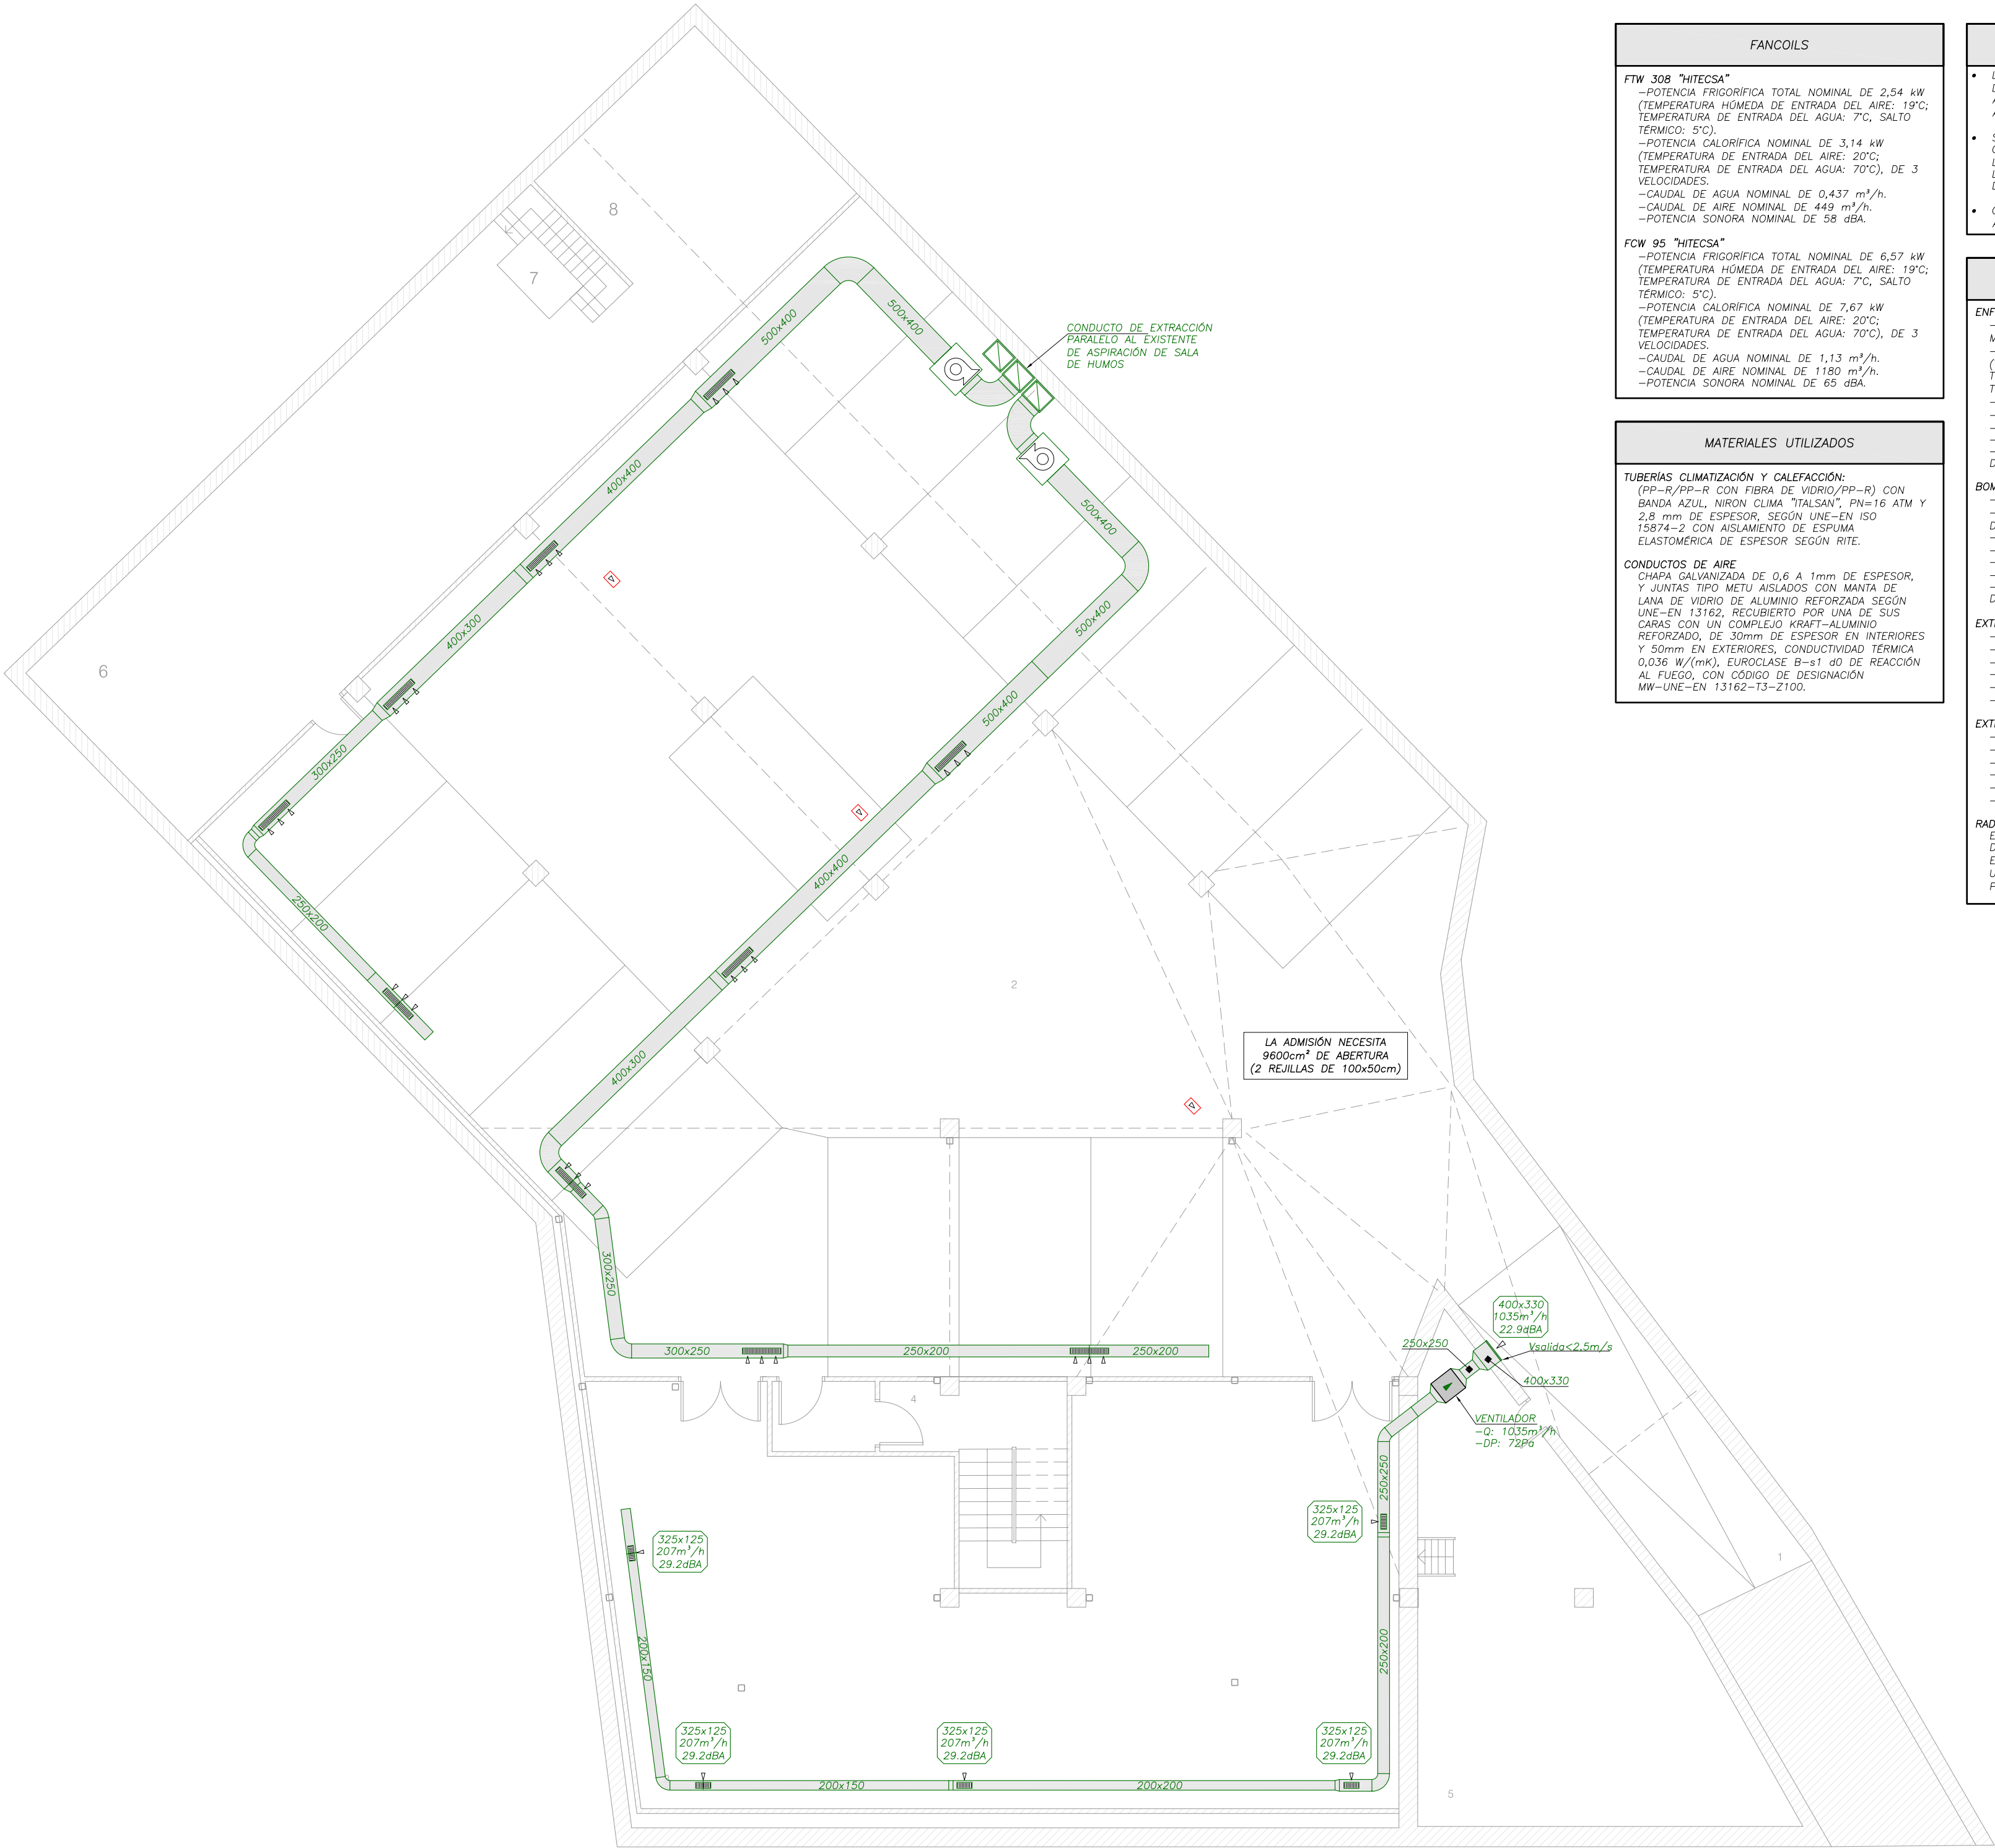 FANCOILS
FTW 308 "HITECSA"
-POTENCIA FRIGORÍFICA TOTAL NOMINAL DE 2,54 kW
(TEMPERATURA HÚMEDA DE ENTRADA DEL AIRE: 19°C;
TEMPERATURA DE ENTRADA DEL AGUA: 7°C, SALTO
TÉRMICO: 5°C).
-POTENCIA CALORÍFICA NOMINAL DE 3,14 kW
(TEMPERATURA DE ENTRADA DEL AIRE: 20°C;
TEMPERATURA DE ENTRADA DEL AGUA: 70°C), DE 3
VELOCIDADES.
-CAUDAL DE AGUA NOMINAL DE 0,437 m³/h.
-CAUDAL DE AIRE NOMINAL DE 449 m³/h.
-POTENCIA SONORA NOMINAL DE 58 dBA.
FCW 95 "HITECSA"
-POTENCIA FRIGORÍFICA TOTAL NOMINAL DE 6,57 kW
(TEMPERATURA HÚMEDA DE ENTRADA DEL AIRE: 19°C;
TEMPERATURA DE ENTRADA DEL AGUA: 7°C, SALTO
TÉRMICO: 5°C).
-POTENCIA CALORÍFICA NOMINAL DE 7,67 kW
(TEMPERATURA DE ENTRADA DEL AIRE: 20°C;
TEMPERATURA DE ENTRADA DEL AGUA: 70°C), DE 3
VELOCIDADES.
-CAUDAL DE AGUA NOMINAL DE 1,13 m³/h.
-CAUDAL DE AIRE NOMINAL DE 1180 m³/h.
-POTENCIA SONORA NOMINAL DE 65 dBA.
MATERIALES UTILIZADOS
TUBERÍAS CLIMATIZACIÓN Y CALEFACCIÓN:
(PP-R/PP-R CON FIBRA DE VIDRIO/PP-R) CON
BANDA AZUL, NIRON CLIMA "ITALSAN", PN=16 ATM Y
2,8 mm DE ESPESOR, SEGÚN UNE-EN ISO
15874-2 CON AISLAMIENTO DE ESPUMA
ELASTOMÉRICA DE ESPESOR SEGÚN RITE.
CONDUCTOS DE AIRE
CHAPA GALVANIZADA DE 0,6 A 1mm DE ESPESOR,
Y JUNTAS TIPO METU AISLADOS CON MANTA DE
LANA DE VIDRIO DE ALUMINIO REFORZADA SEGÚN
UNE-EN 13162, RECUBIERTO POR UNA DE SUS
CARAS CON UN COMPLEJO KRAFT-ALUMINIO
REFORZADO, DE 30mm DE ESPESOR EN INTERIORES
Y 50mm EN EXTERIORES, CONDUCTIVIDAD TÉRMICA
0,036 W/(mK), EUROCLASE B-s1 d0 DE REACCIÓN
AL FUEGO, CON CÓDIGO DE DESIGNACIÓN
MW-UNE-EN 13162-T3-Z100.
ENF
BOM
RAD
8
7
6
500x400
500x400
CONDUCTO DE EXTRACCIÓN
PARALELO AL EXISTENTE
DE ASPIRACIÓN DE SALA
DE HUMOS
400x400
500x400
400x300
500x400
500x400
300x250
400x400
250x200
2
400x300
LA ADMISIÓN NECESITA
9600cm² DE ABERTURA
(2 REJILLAS DE 100x50cm)
300x250
300x250
250x200
250x200
4
400x330
1035m³/h
22.9dBA
250x250
Vsalida<2.5m/s
400x330
VENTILADOR
-Q: 1035m³/h
-DP: 72Pa
250x250
325x125
207m³/h
29.2dBA
325x125
207m³/h
29.2dBA
1
200x150
250x200
325x125
207m³/h
29.2dBA
325x125
207m³/h
29.2dBA
325x125
207m³/h
29.2dBA
200x150
200x200
5